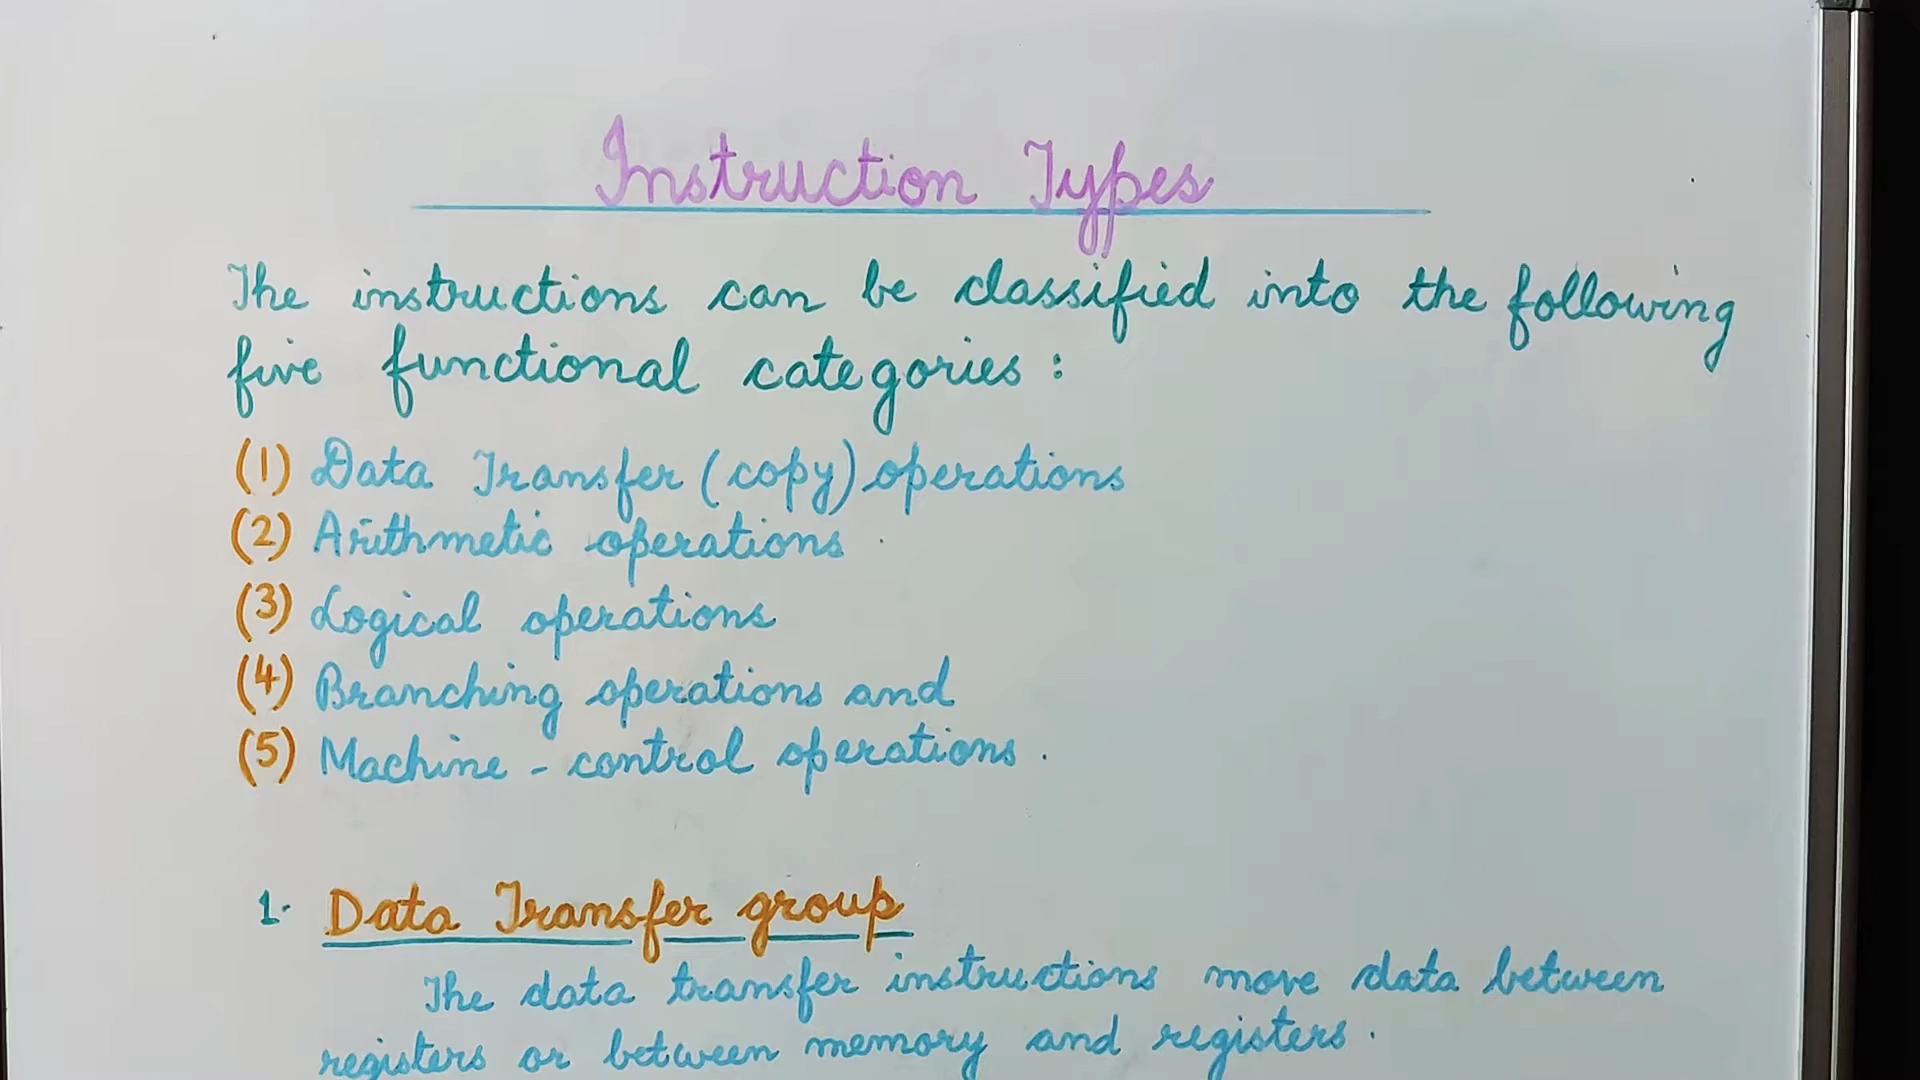 Instruction Types
The instructions can be classified into the following
five functional categories :
(1) Data Transfer (copy) operations
(2) Arithmetic operations
(3) Logical operations
(4) Branching operations and
(5) Machine - control operations.
1. Data Transfer group
The data transfer instructions move data between
registers or between memory and registers.